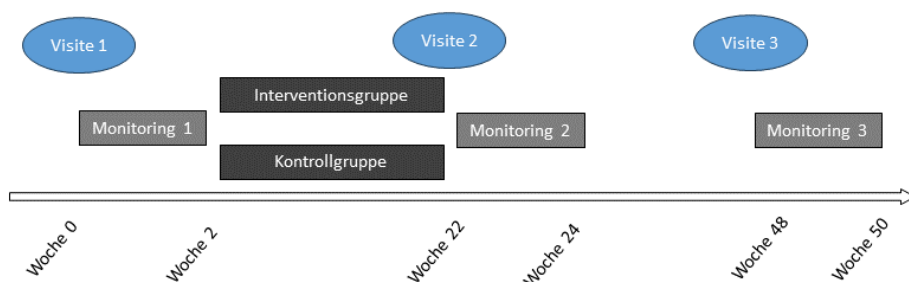 Visite 1
Visite 2
Visite 3
Interventionsgruppe
Monitoring 1
Monitoring 2
Monitoring 3
Kontrollgruppe
Woche 0
Woche 2
Woche 22
Woche 24
Woche 48
Woche 50